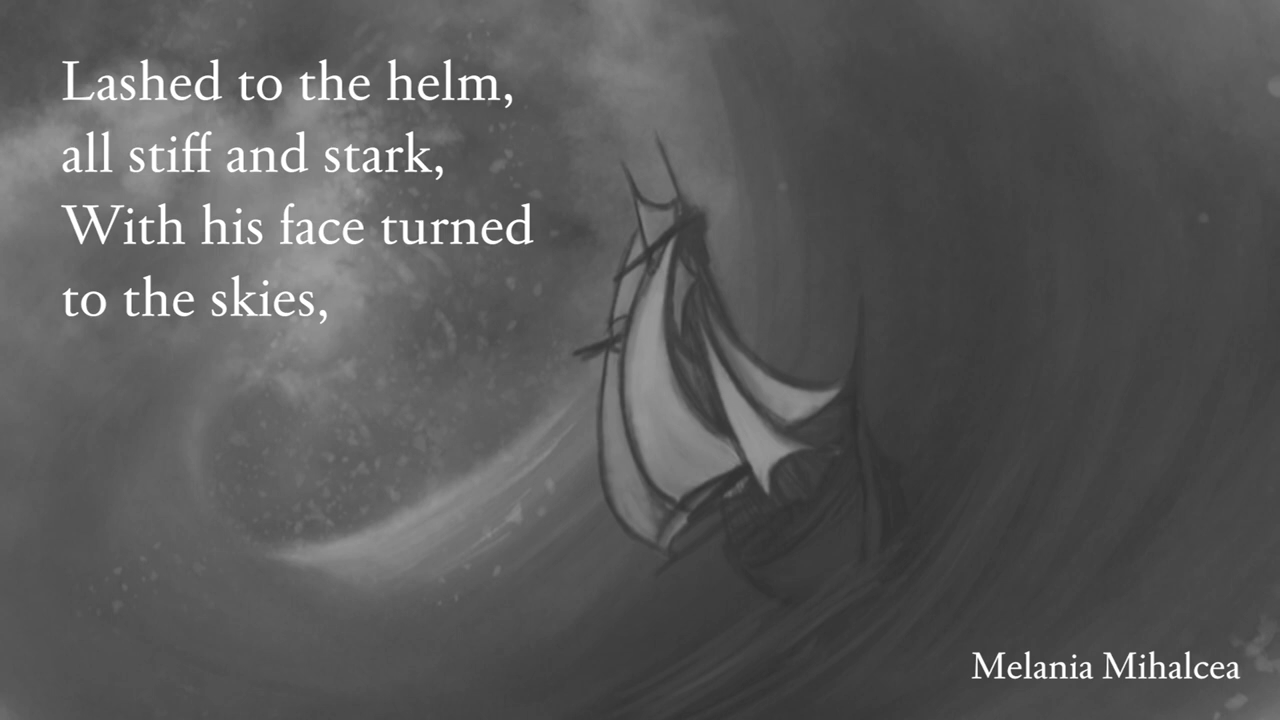 Lashed to the helm,
all stiff and stark,
With his face turned
to the skies,
Melania Mihalcea